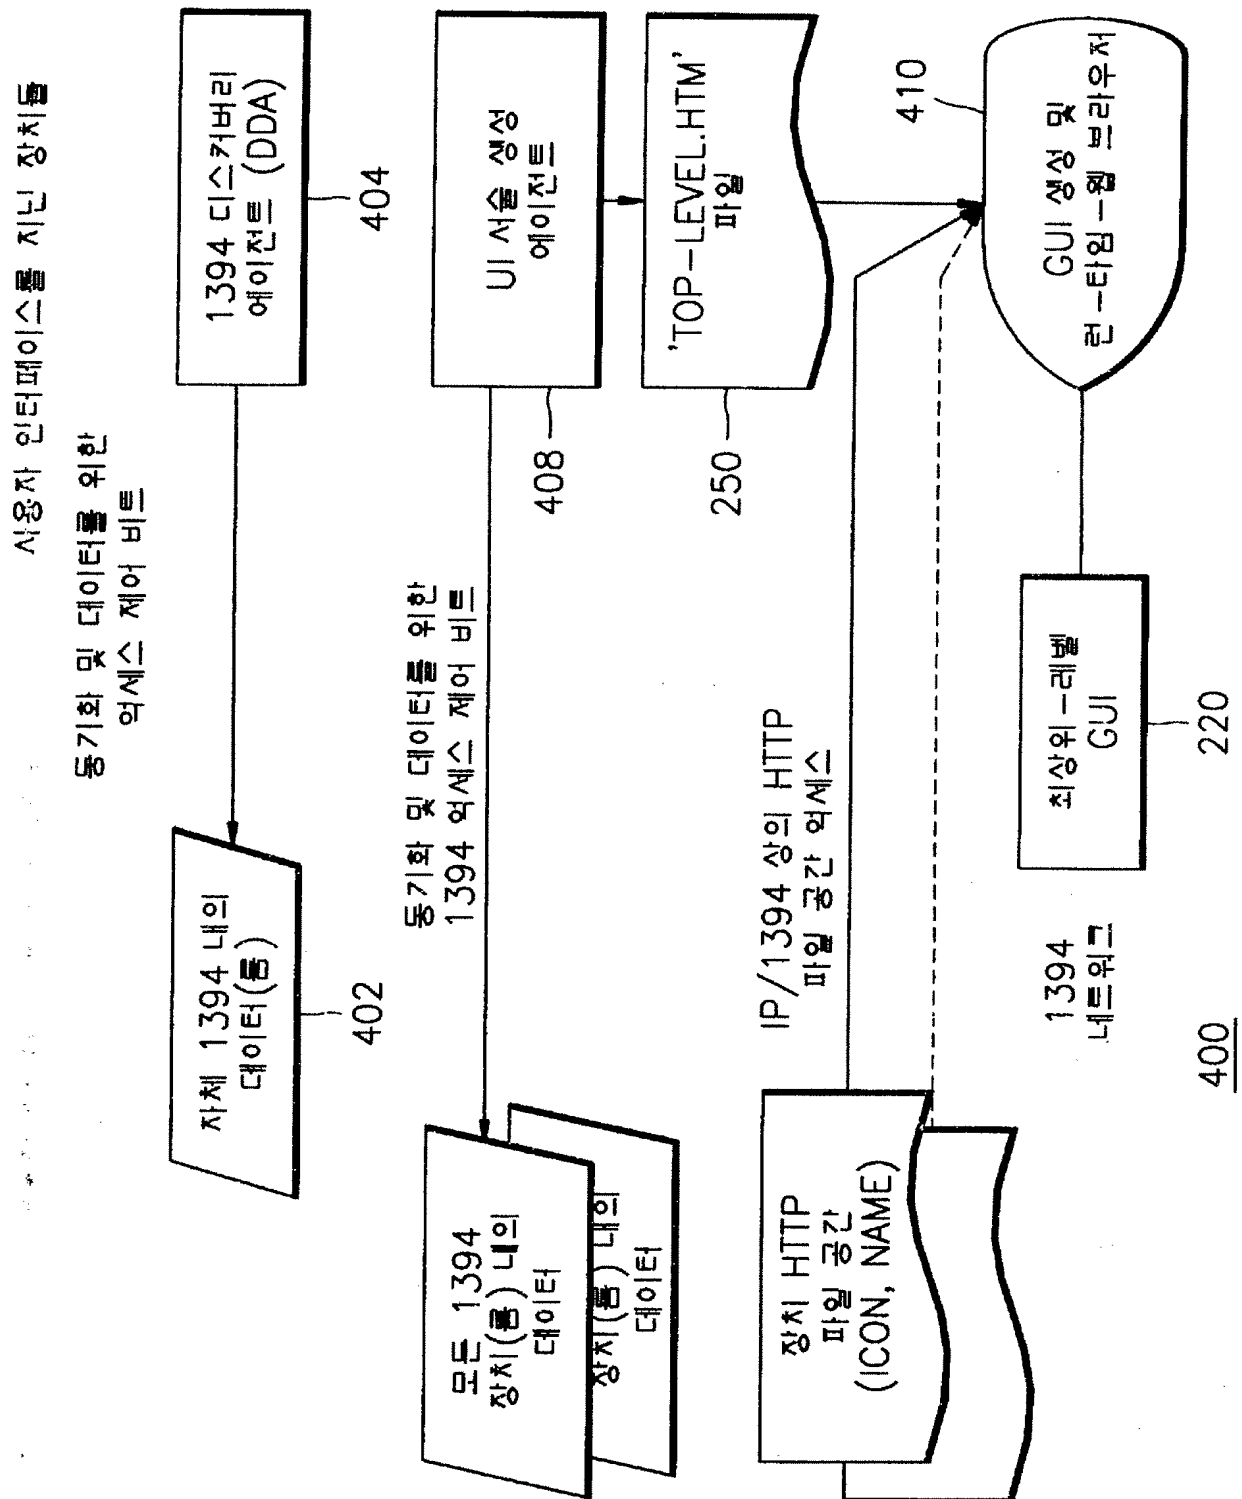 사용자 인터페이스를 지닌 장치들
동기화 및 데이터를 위한
억세스 제어 비트
1394 디스커버리
에이전트 (DDA)
404
자체 1394 내의
데이터(롬)
402
동기화 및 데이터를 위한
1394 억세스 제어 비트
UI 서술 생성
에이전트
408
모든 1394
장치(롬) 내의
데이터
장치(롬) 내의
데이터
'TOP-LEVEL.HTM'
파일
250
IP/1394 상의 HTTP
파일 공간 억세스
장치 HTTP
파일 공간
(ICON, NAME)
410
GUI 생성 및
런-타임-웹 브라우저
최상위-레벨
GUI
220
1394
네트워크
400